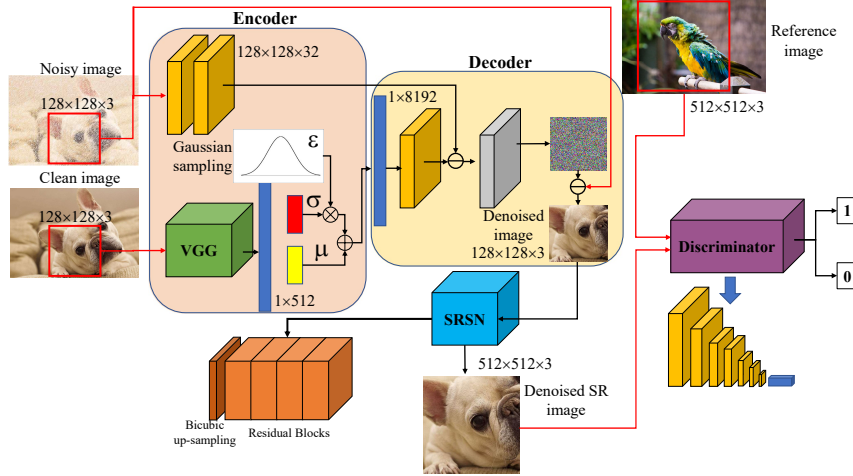 Encoder
128×128×32
Noisy image
128×128×3
Gaussian
sampling
ε
Clean image
128×128×3
VGG
σ
μ
1×512
Decoder
1×8192
Denoised
image
128×128×3
Reference
image
512×512×3
Discriminator
1
0
SRSN
512×512×3
Denoised SR
image
Bicubic
up-sampling
Residual Blocks